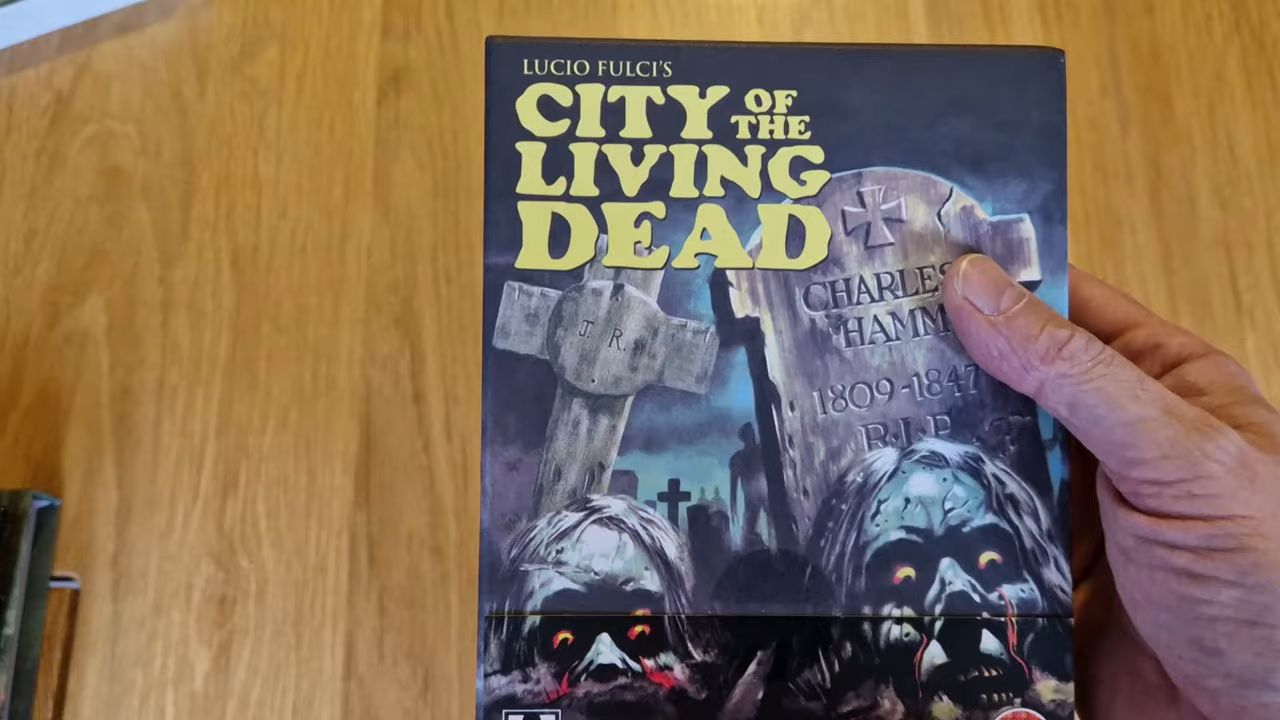 LUCIO FULCI'S
CITY OF THE
LIVING
DEAD
J. R.
CHARLES
HAMM
1809-1847
R.I.P.